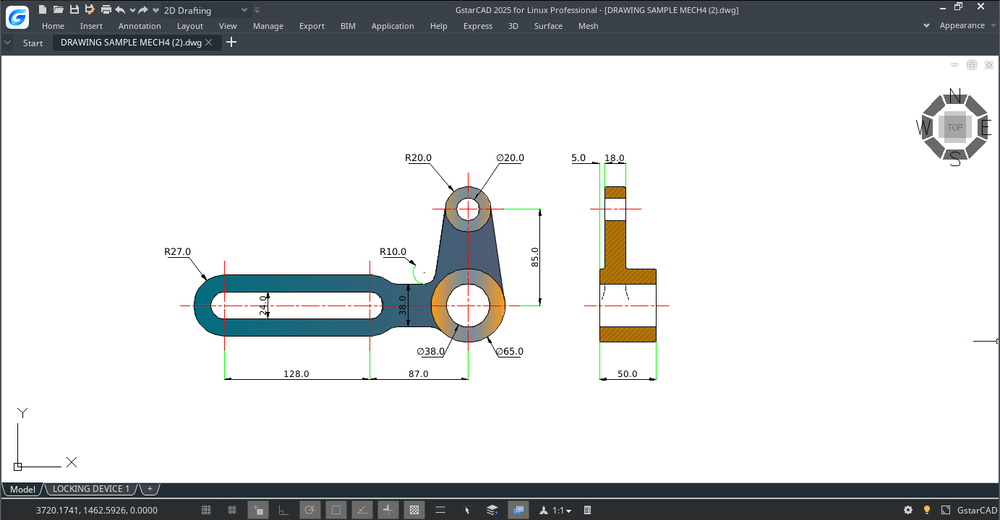 2D Drafting
GstarCAD 2025 for Linux Professional - [DRAWING SAMPLE MECH4 (2).dwg]
Home Insert Annotation Layout View Manage Export BIM Application Help Express 3D Surface Mesh Appearance
Start DRAWING SAMPLE MECH4 (2).dwg
N
W TOP E
S
R20.0 ∅20.0 5.0 18.0
R27.0 R10.0 85.0
24.0 38.0
∅38.0 ∅65.0
128.0 87.0 50.0
Y
X
Model LOCKING DEVICE 1 +
3720.1741, 1462.5926, 0.0000 1:1 GstarCAD